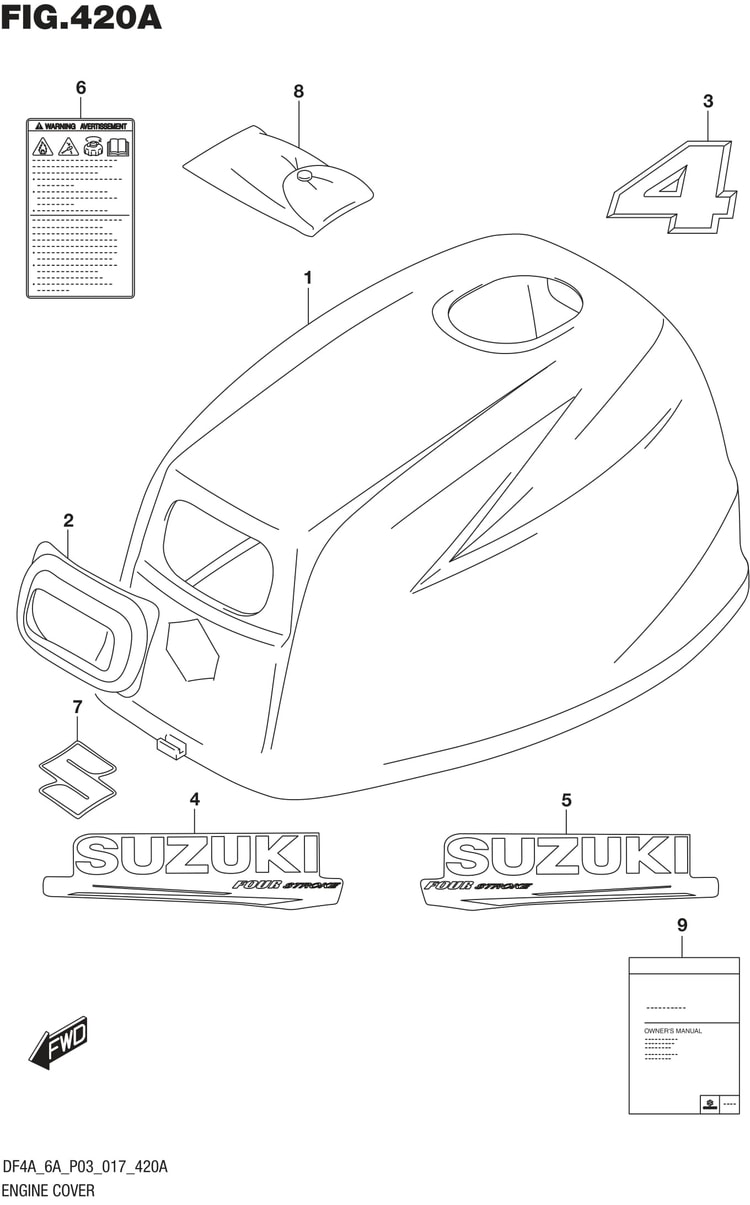 FIG.420A
6
8
3
WARNING AVERTISSEMENT
1
2
7
4
5
SUZUKI
FOUR STROKE
SUZUKI
FOUR STROKE
9
OWNER'S MANUAL
FWD
DF4A_6A_P03_017_420A
ENGINE COVER